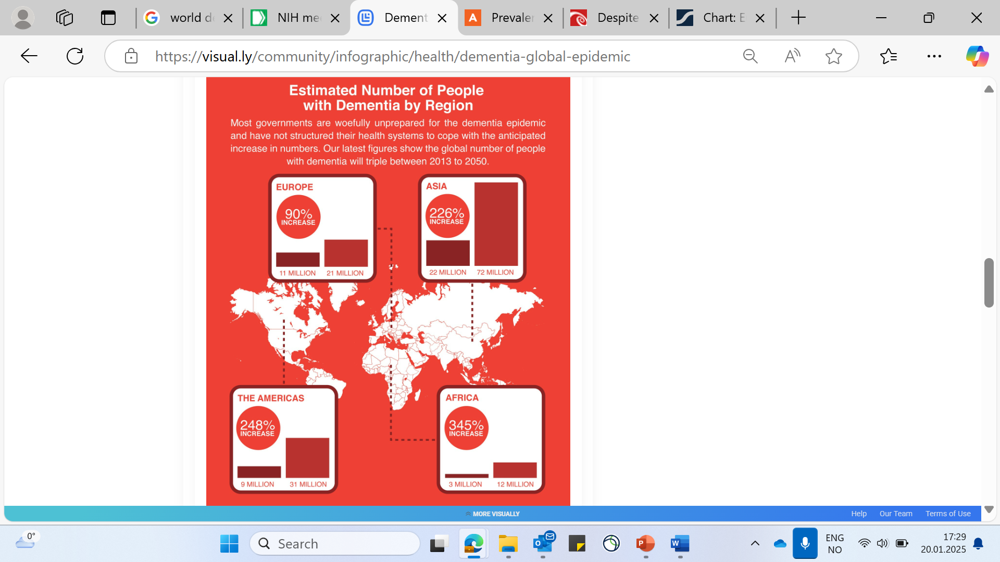 world de
NIH me
Dement
Prevaler
Despite
Chart: E
https://visual.ly/community/infographic/health/dementia-global-epidemic
Estimated Number of People
with Dementia by Region
Most governments are woefully unprepared for the dementia epidemic
and have not structured their health systems to cope with the anticipated
increase in numbers. Our latest figures show the global number of people
with dementia will triple between 2013 to 2050.
EUROPE
90%
INCREASE
11 MILLION 21 MILLION
ASIA
226%
INCREASE
22 MILLION 72 MILLION
THE AMERICAS
248%
INCREASE
9 MILLION 31 MILLION
AFRICA
345%
INCREASE
3 MILLION 12 MILLION
MORE VISUALLY
Help Our Team Terms of Use
0°
Search
ENG
NO
17:29
20.01.2025